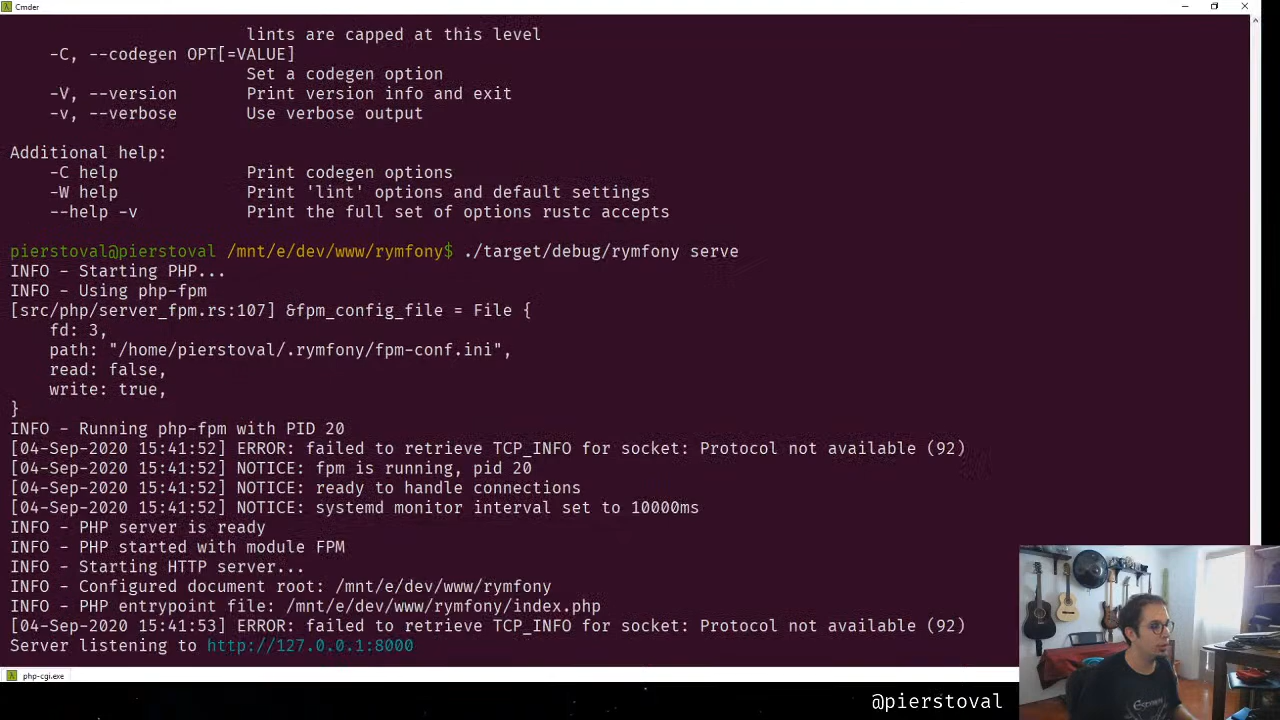 Cmder
lints are capped at this level
-C, --codegen OPT[=VALUE]
Set a codegen option
-V, --version Print version info and exit
-v, --verbose Use verbose output
Additional help:
-C help Print codegen options
-W help Print 'lint' options and default settings
--help -v Print the full set of options rustc accepts
pierstoval@pierstoval /mnt/e/dev/www/rymfony$ ./target/debug/rymfony serve
INFO - Starting PHP...
INFO - Using php-fpm
[src/php/server_fpm.rs:107] &fpm_config_file = File {
fd: 3,
path: "/home/pierstoval/.rymfony/fpm-conf.ini",
read: false,
write: true,
}
INFO - Running php-fpm with PID 20
[04-Sep-2020 15:41:52] ERROR: failed to retrieve TCP_INFO for socket: Protocol not available (92)
[04-Sep-2020 15:41:52] NOTICE: fpm is running, pid 20
[04-Sep-2020 15:41:52] NOTICE: ready to handle connections
[04-Sep-2020 15:41:52] NOTICE: systemd monitor interval set to 10000ms
INFO - PHP server is ready
INFO - PHP started with module FPM
INFO - Starting HTTP server...
INFO - Configured document root: /mnt/e/dev/www/rymfony
INFO - PHP entrypoint file: /mnt/e/dev/www/rymfony/index.php
[04-Sep-2020 15:41:53] ERROR: failed to retrieve TCP_INFO for socket: Protocol not available (92)
Server listening to http://127.0.0.1:8000
php-cgi.exe
@pierstoval